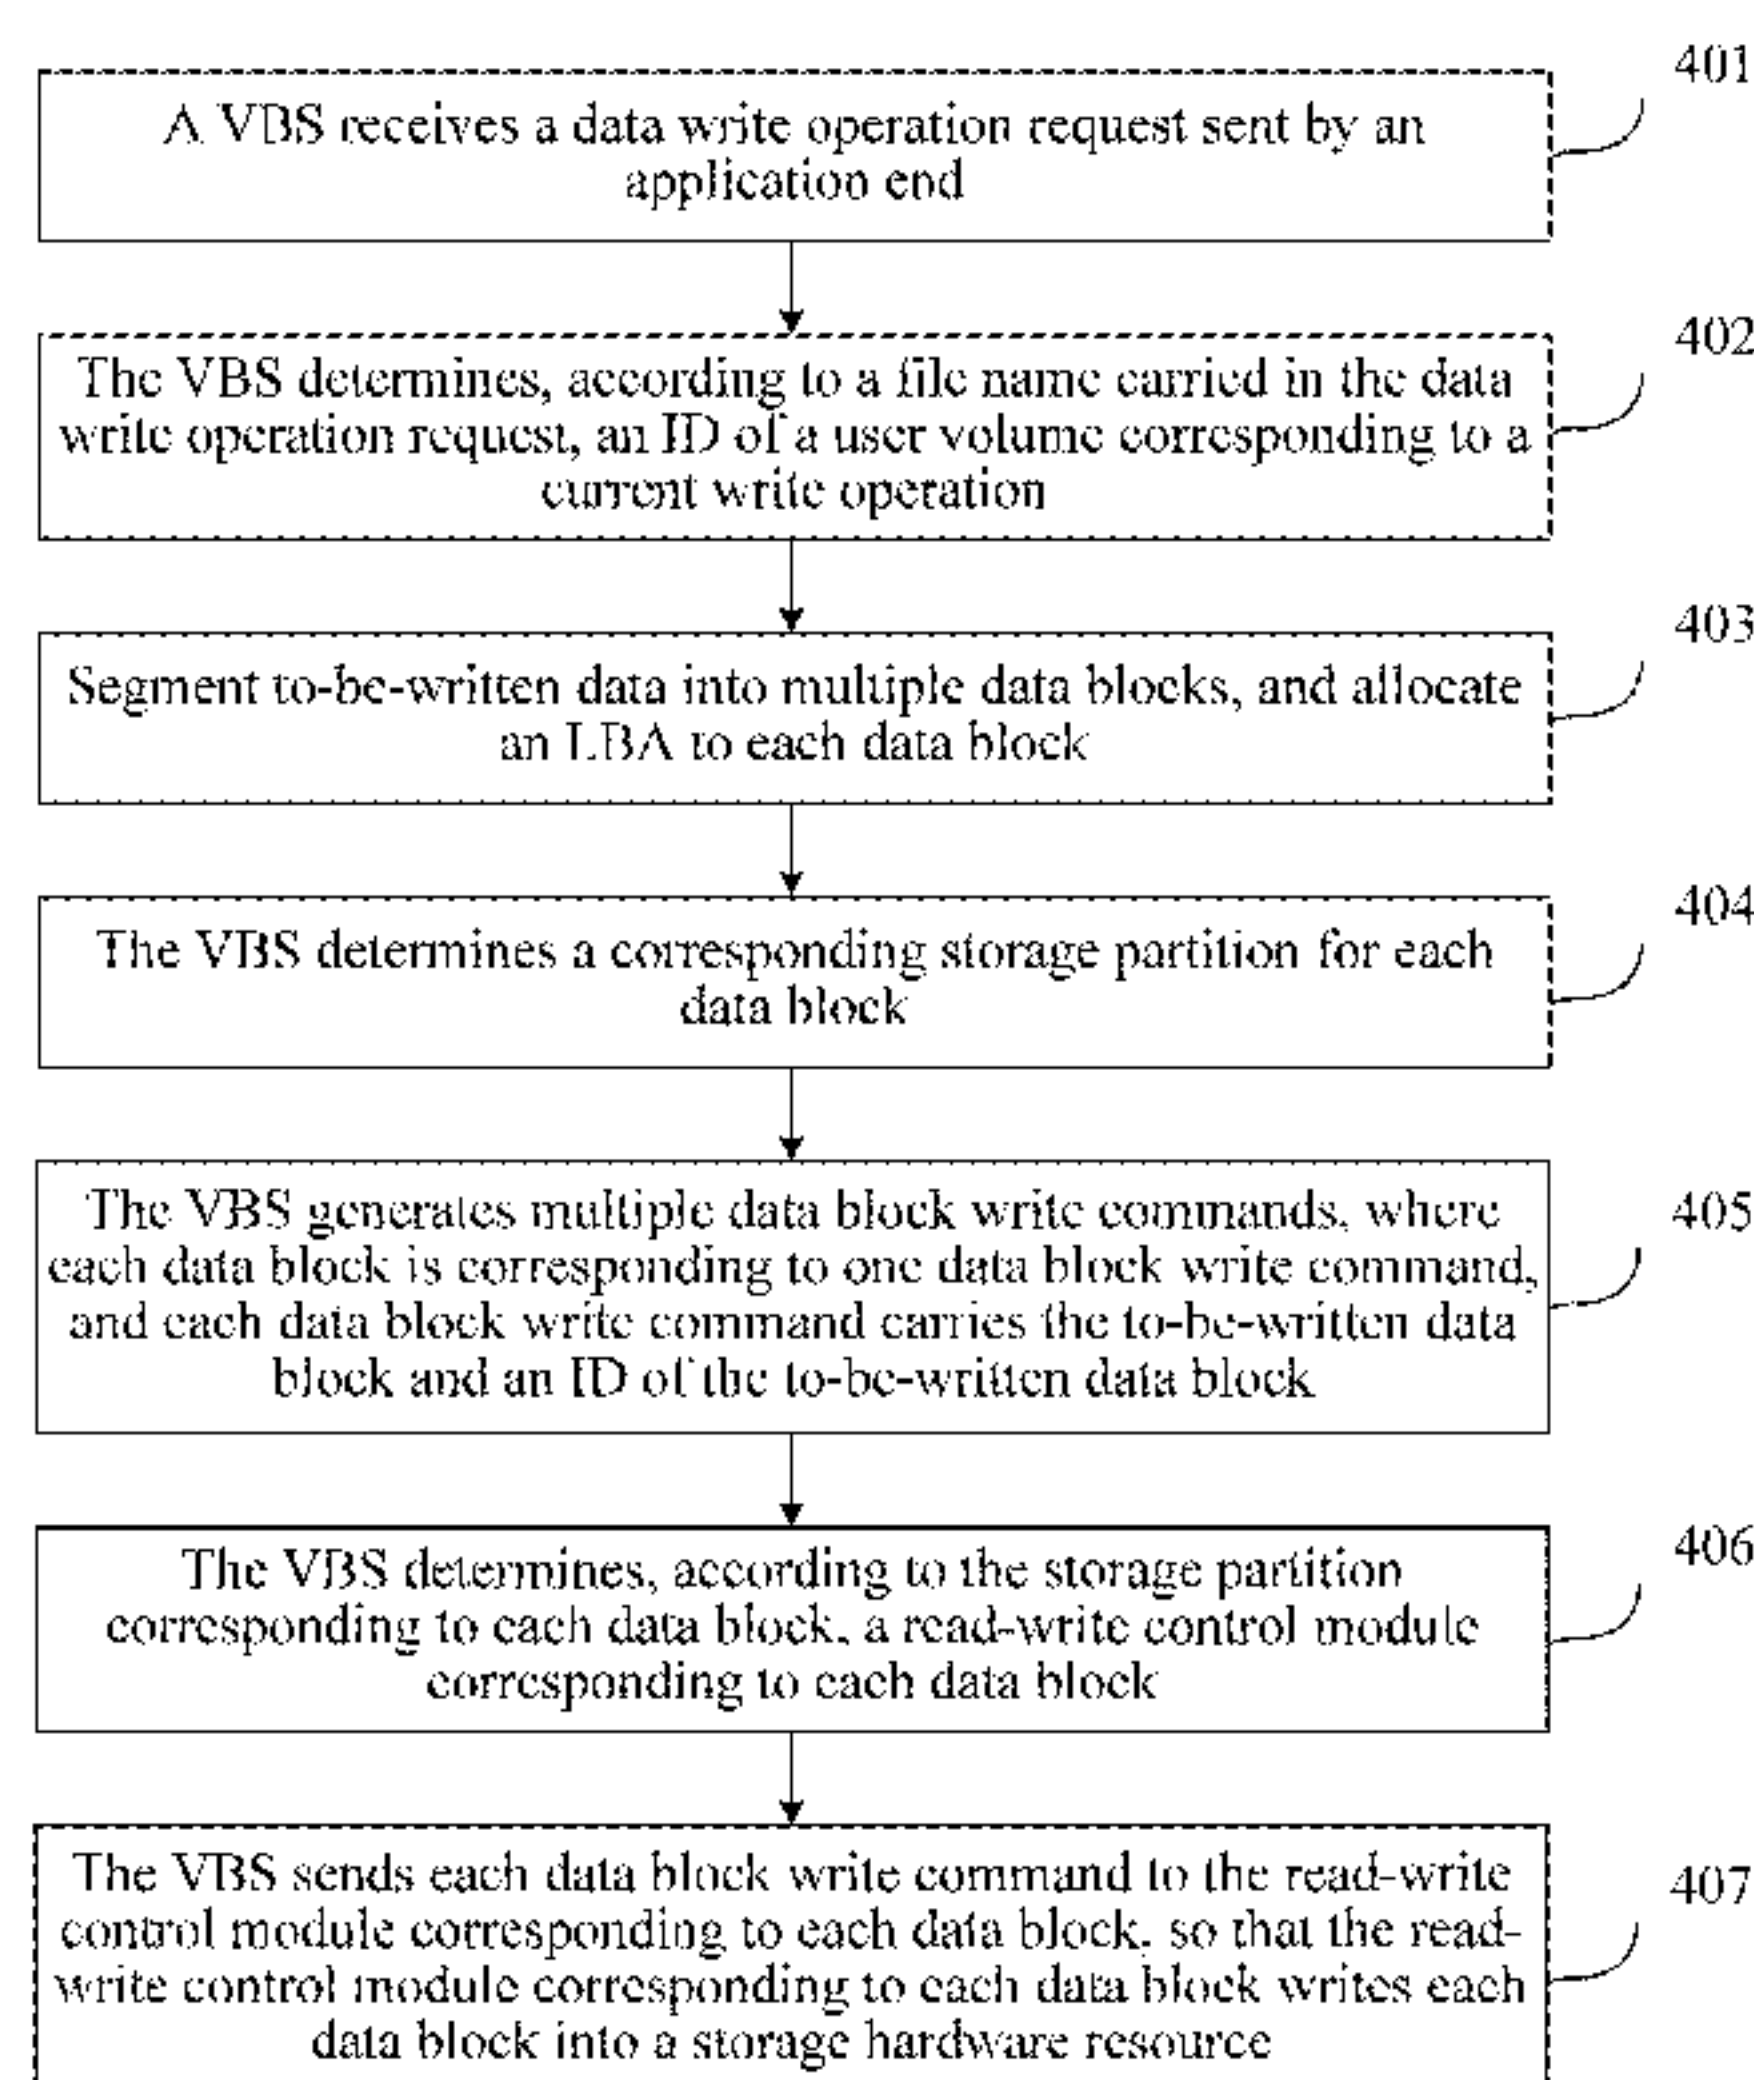 401
A VBS receives a data write operation request sent by an
application end
402
The VBS determines, according to a file name carried in the data
write operation request, an ID of a user volume corresponding to a
current write operation
403
Segment to-be-written data into multiple data blocks, and allocate
an LBA to each data block
404
The VBS determines a corresponding storage partition for each
data block
405
The VBS generates multiple data block write commands, where
each data block is corresponding to one data block write command,
and each data block write command carries the to-be-written data
block and an ID of the to-be-written data block
406
The VBS determines, according to the storage partition
corresponding to each data block, a read-write control module
corresponding to each data block
407
The VBS sends each data block write command to the read-write
control module corresponding to each data block, so that the read-
write control module corresponding to each data block writes each
data block into a storage hardware resource